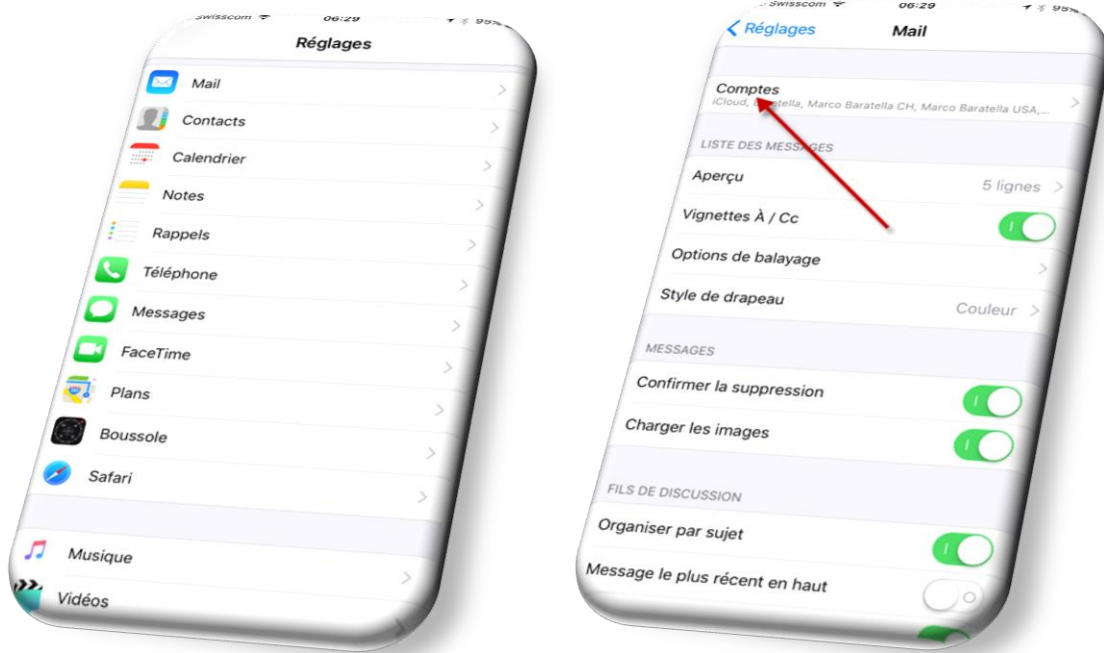 Swisscom 06:29 95%
Réglages
Mail
Contacts
Calendrier
Notes
Rappels
Téléphone
Messages
FaceTime
Plans
Boussole
Safari
Musique
Vidéos
Swisscom 06:29 95%
Réglages Mail
Comptes
iCloud, Baratella, Marco Baratella CH, Marco Baratella USA,...
LISTE DES MESSAGES
Aperçu 5 lignes
Vignettes À / Cc
Options de balayage
Style de drapeau Couleur
MESSAGES
Confirmer la suppression
Charger les images
FILS DE DISCUSSION
Organiser par sujet
Message le plus récent en haut